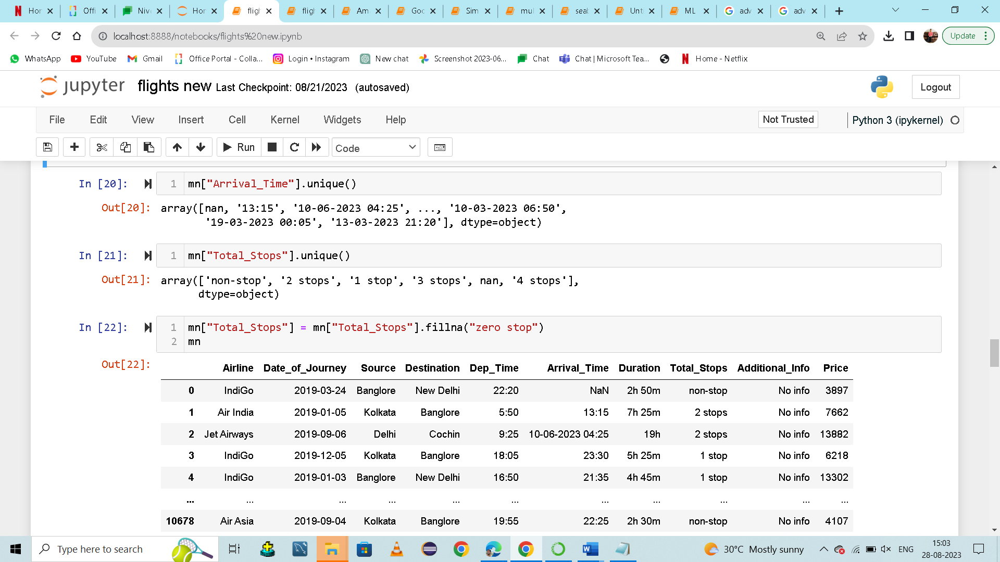 Hor
Offi
Nive
Hor
fligh
fligh
Am
Goo
Sim
mul
seab
Unti
ML
adv
adv
localhost:8888/notebooks/flights%20new.ipynb
Update
WhatsApp YouTube Gmail Office Portal - Colla... Login • Instagram New chat Screenshot 2023-06... Chat Chat | Microsoft Tea... Home - Netflix
jupyter flights new Last Checkpoint: 08/21/2023 (autosaved) Logout
File Edit View Insert Cell Kernel Widgets Help Not Trusted Python 3 (ipykernel)
Run Code
In [20]: 1 mn["Arrival_Time"].unique()
Out[20]: array([nan, '13:15', '10-06-2023 04:25', ..., '10-03-2023 06:50',
'19-03-2023 00:05', '13-03-2023 21:20'], dtype=object)
In [21]: 1 mn["Total_Stops"].unique()
Out[21]: array(['non-stop', '2 stops', '1 stop', '3 stops', nan, '4 stops'],
dtype=object)
In [22]: 1 mn["Total_Stops"] = mn["Total_Stops"].fillna("zero stop")
2 mn
Out[22]:
Airline Date_of_Journey Source Destination Dep_Time Arrival_Time Duration Total_Stops Additional_Info Price
0 IndiGo 2019-03-24 Banglore New Delhi 22:20 NaN 2h 50m non-stop No info 3897
1 Air India 2019-01-05 Kolkata Banglore 5:50 13:15 7h 25m 2 stops No info 7662
2 Jet Airways 2019-09-06 Delhi Cochin 9:25 10-06-2023 04:25 19h 2 stops No info 13882
3 IndiGo 2019-12-05 Kolkata Banglore 18:05 23:30 5h 25m 1 stop No info 6218
4 IndiGo 2019-01-03 Banglore New Delhi 16:50 21:35 4h 45m 1 stop No info 13302
... ... ... ... ... ... ... ... ... ... ...
10678 Air Asia 2019-09-04 Kolkata Banglore 19:55 22:25 2h 30m non-stop No info 4107
Type here to search 30°C Mostly sunny ENG 15:03
28-08-2023